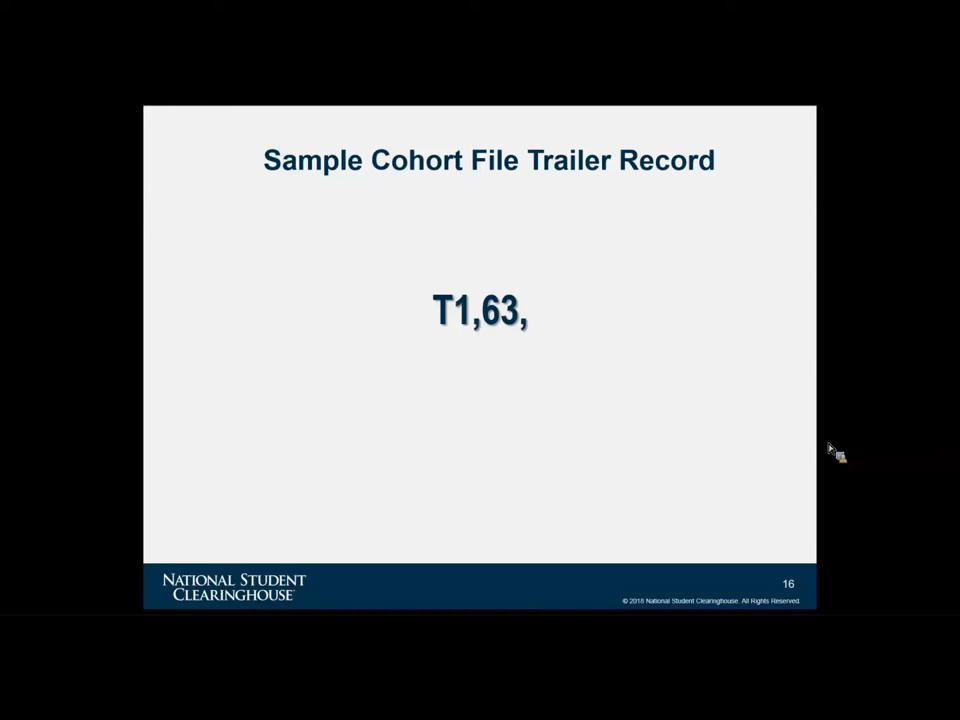 Sample Cohort File Trailer Record
T1,63,
NATIONAL STUDENT
CLEARINGHOUSE
16
© 2018 National Student Clearinghouse. All Rights Reserved.